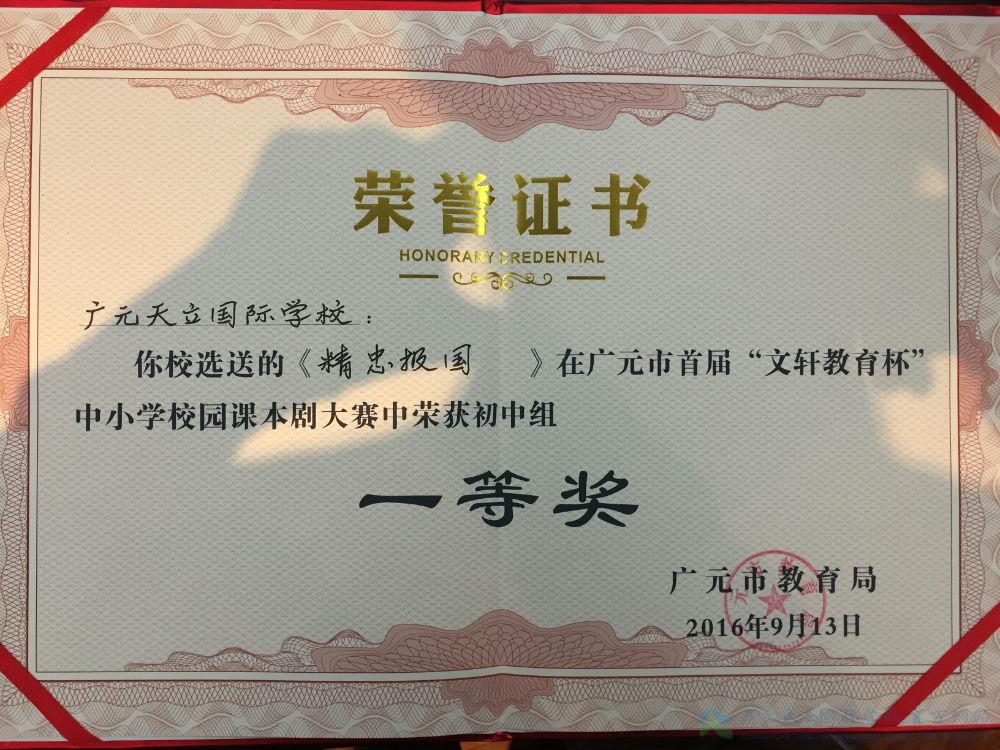 荣誉证书
HONORARY CREDENTIAL
广元天立国际学校：
你校选送的《精忠报国》在广元市首届“文轩教育杯”
中小学校园课本剧大赛中荣获初中组
一等奖
广元市教育局
2016年9月13日